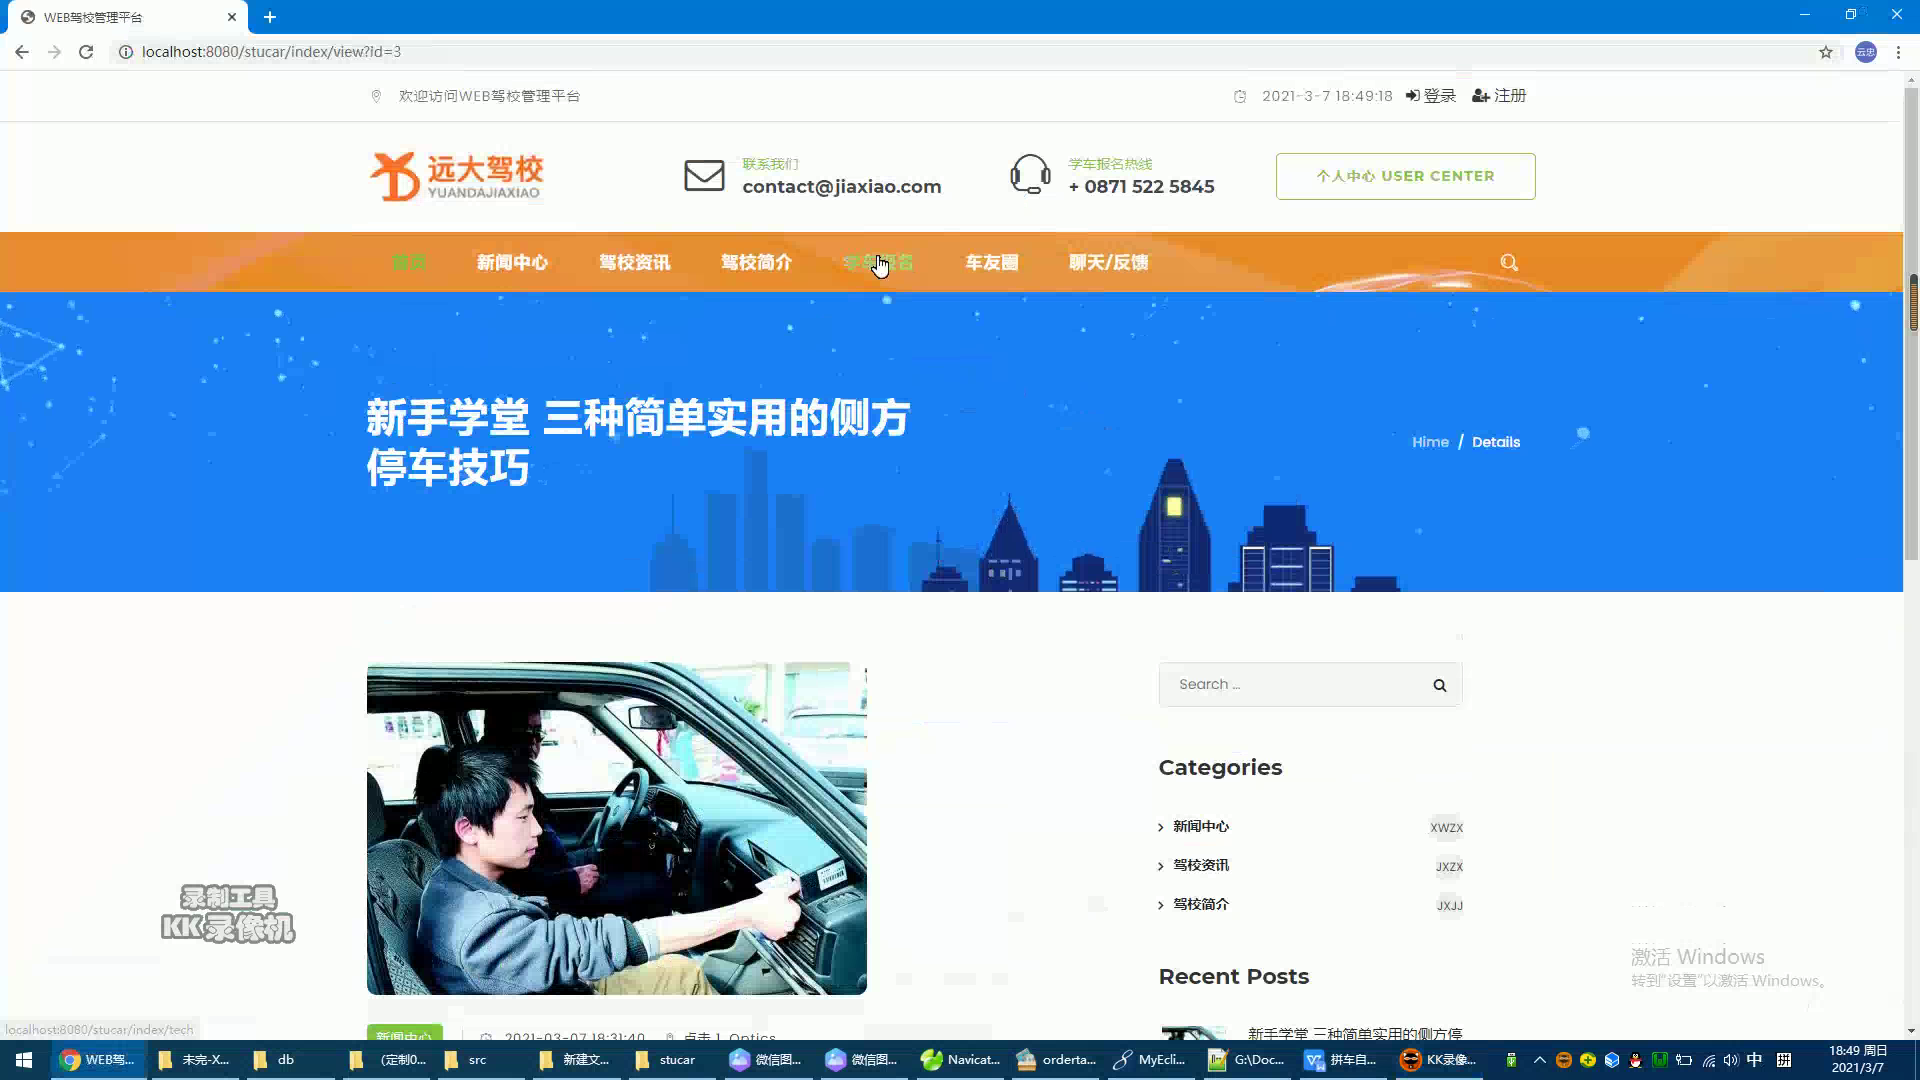 WEB驾校管理平台
localhost:8080/stucar/index/view?id=3
云忠
欢迎访问WEB驾校管理平台
2021-3-7 18:49:18 登录 注册
远大驾校
YUANDAJIAXIAO
联系我们
contact@jiaxiao.com
学车报名热线
+ 0871 522 5845
个人中心 USER CENTER
首页 新闻中心 驾校资讯 驾校简介 学车报名 车友圈 聊天/反馈
新手学堂 三种简单实用的侧方
停车技巧
Hime / Details
Search ...
Categories
新闻中心 XWZX
驾校资讯 JXZX
驾校简介 JXJJ
录制工具
KK录像机
Recent Posts
激活 Windows
转到"设置"以激活 Windows。
新闻中心 2021-03-07 18:31:40 点击 1 Optics
新手学堂 三种简单实用的侧方停
localhost:8080/stucar/index/tech
WEB驾... 未完-X... db (定制0... src 新建文... stucar 微信图... 微信图... Navicat... orderta... MyEcli... G:\Doc... 拼车自... KK录像... 中 拼
18:49 周日
2021/3/7